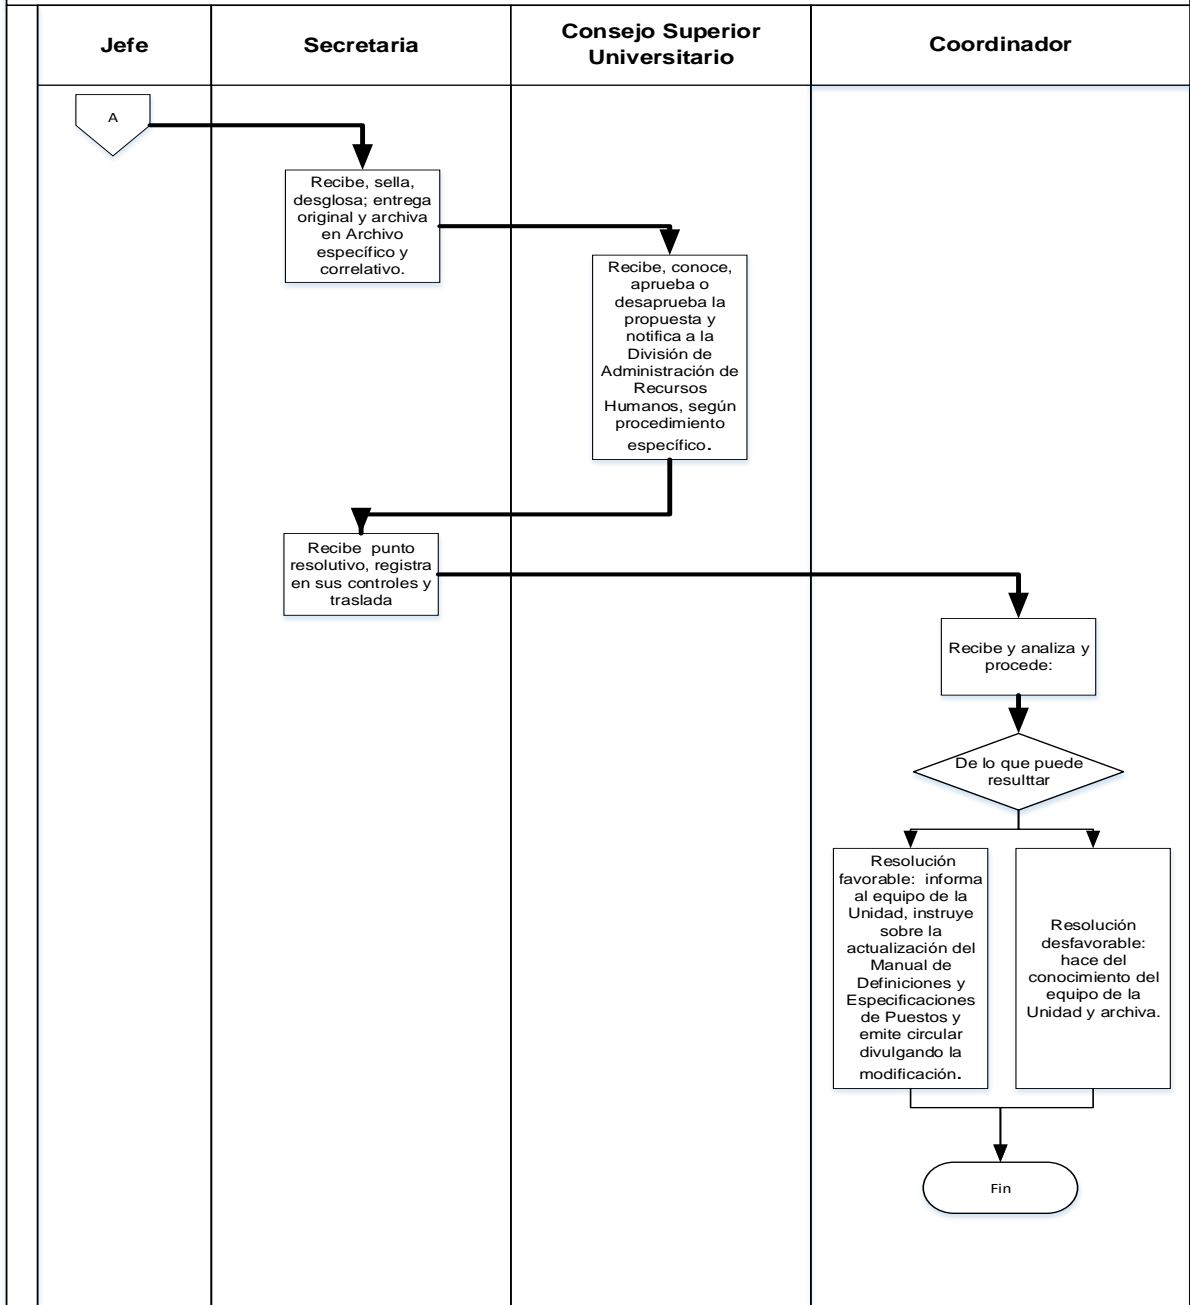 Jefe
Secretaria
Consejo Superior
Universitario
Coordinador
A
Recibe, sella,
desglosa; entrega
original y archiva
en Archivo
específico y
correlativo.
Recibe, conoce,
aprueba o
desaprueba la
propuesta y
notifica a la
División de
Administración de
Recursos
Humanos, según
procedimiento
específico.
Recibe punto
resolutivo, registra
en sus controles y
traslada
Recibe y analiza y
procede:
De lo que puede
resulttar
Resolución
favorable: informa
al equipo de la
Unidad, instruye
sobre la
actualización del
Manual de
Definiciones y
Especificaciones
de Puestos y
emite circular
divulgando la
modificación.
Resolución
desfavorable:
hace del
conocimiento del
equipo de la
Unidad y archiva.
Fin